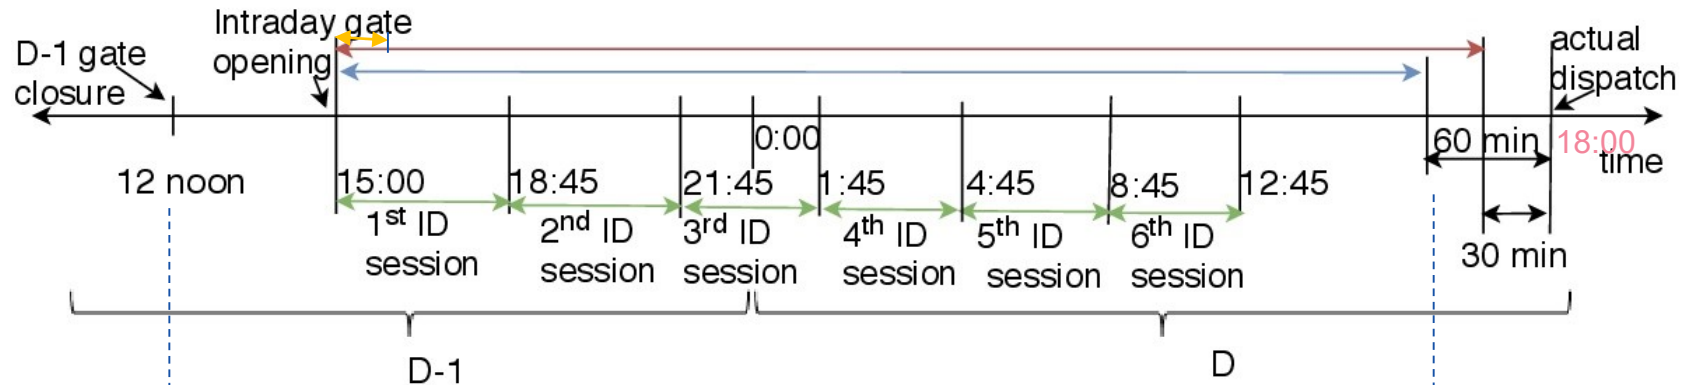 Intraday gate
opening
D-1 gate
closure
actual
dispatch
0:00
60 min
18:00
time
12 noon
15:00
18:45
21:45
1:45
4:45
8:45
12:45
1st ID
session
2nd ID
session
3rd ID
session
4th ID
session
5th ID
session
6th ID
session
30 min
D-1
D